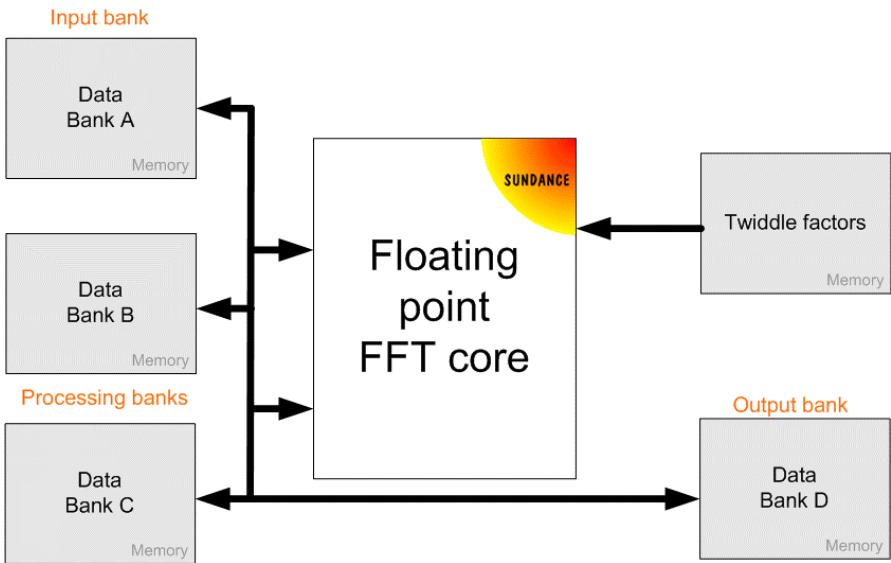 Input bank
Data
Bank A
Memory
Data
Bank B
Memory
Processing banks
Data
Bank C
Memory
SUNDANCE
Floating
point
FFT core
Twiddle factors
Memory
Output bank
Data
Bank D
Memory